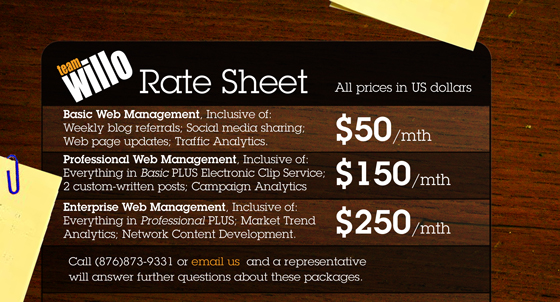 team
willo
Rate Sheet
All prices in US dollars
Basic Web Management, Inclusive of:
Weekly blog referrals; Social media sharing;
Web page updates; Traffic Analytics.
$50/mth
Professional Web Management, Inclusive of:
Everything in Basic PLUS Electronic Clip Service;
2 custom-written posts; Campaign Analytics
$150/mth
Enterprise Web Management, Inclusive of:
Everything in Professional PLUS; Market Trend
Analytics; Network Content Development.
$250/mth
Call (876)873-9331 or email us and a representative
will answer further questions about these packages.